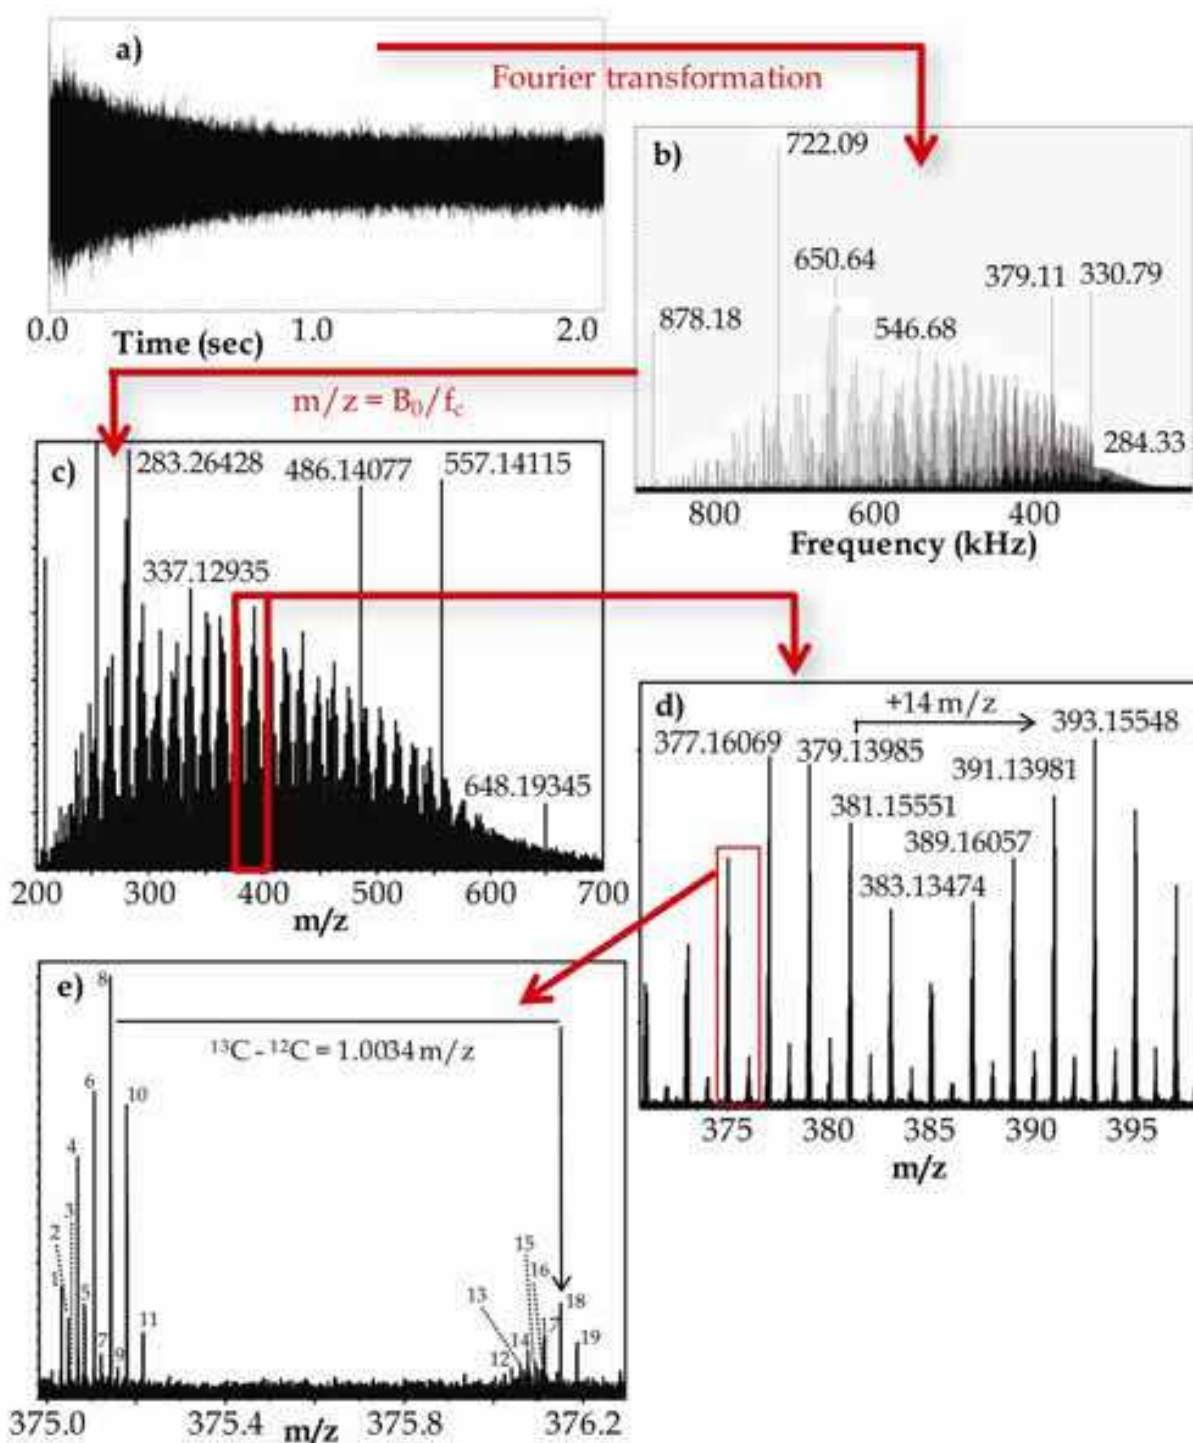 a)
Fourier transformation
0.0 1.0 2.0
Time (sec)
b)
722.09
650.64
379.11
330.79
878.18
546.68
284.33
800 600 400
Frequency (kHz)
m/z = B₀/f꜀
c)
283.26428
486.14077
557.14115
337.12935
648.19345
200 300 400 500 600 700
m/z
d)
+14 m/z
377.16069
379.13985
393.15548
391.13981
381.15551
389.16057
383.13474
375 380 385 390 395
m/z
e)
8
¹³C - ¹²C = 1.0034 m/z
6
10
4
3
2
5
11
7
9
15
16
13
18
14
17
12
19
375.0 375.4 375.8 376.2
m/z